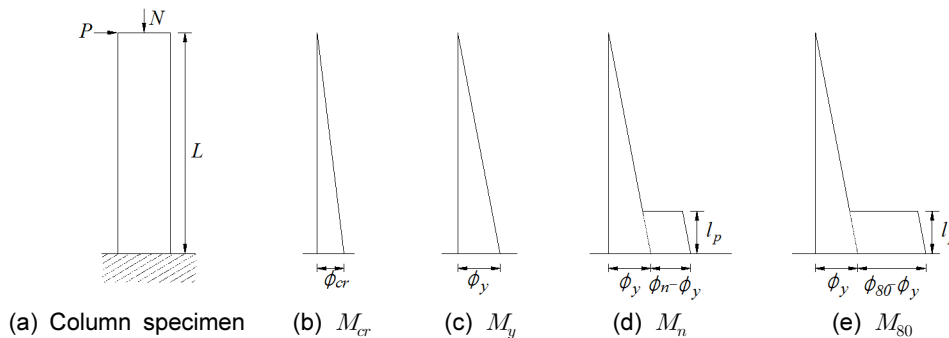 N
P
L
l_p
l
ϕ_cr
ϕ_y
ϕ_y ϕ_n-ϕ_y
ϕ_y ϕ_80-ϕ_y
(a) Column specimen (b) M_cr (c) M_y (d) M_n (e) M_80